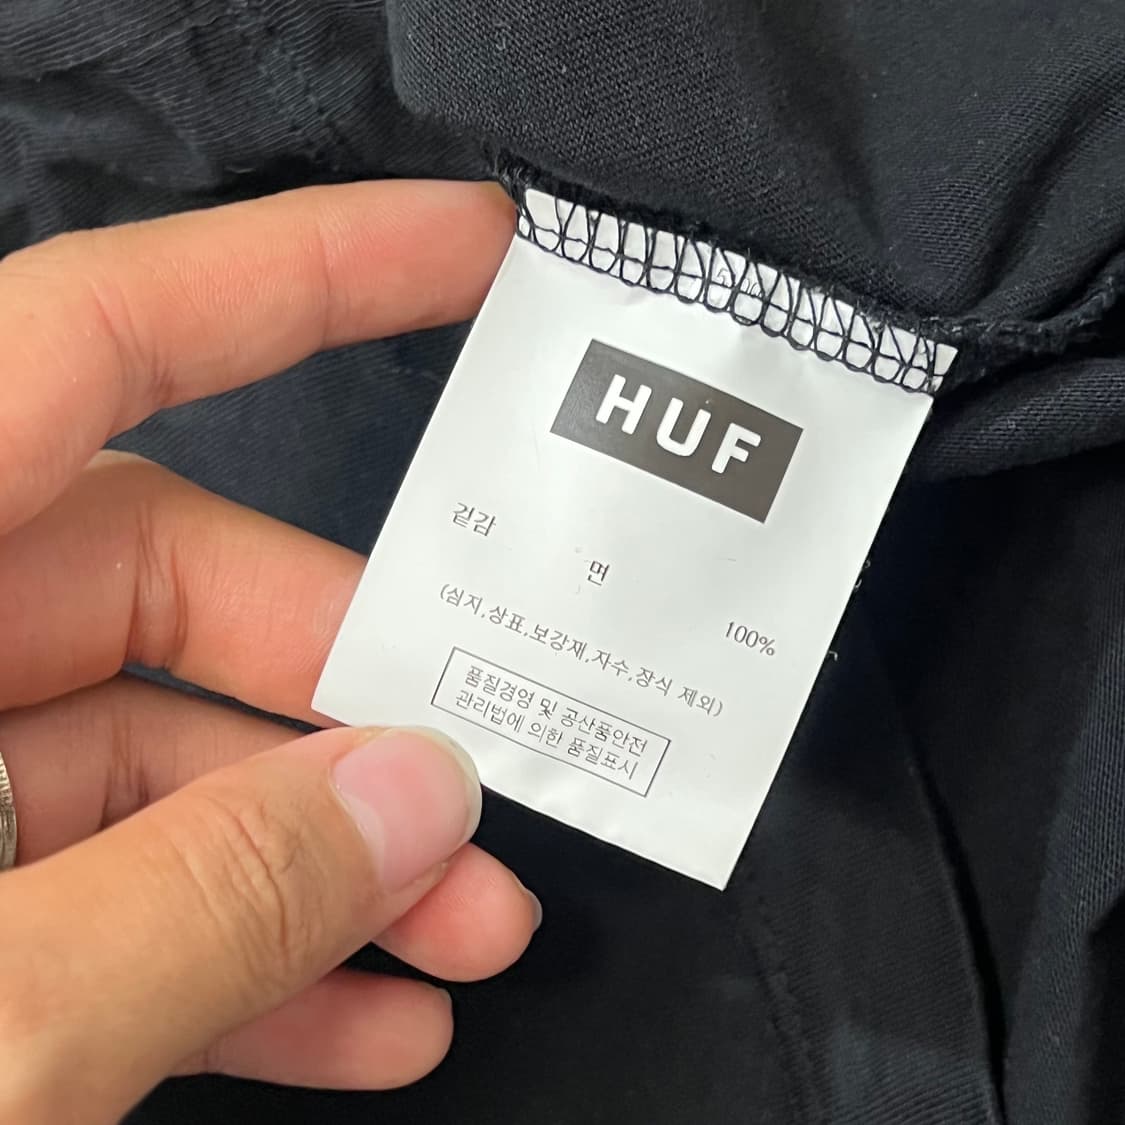 HUF
겉감
면 100%
(심지,상표,보강재,자수,장식 제외)
품질경영 및 공산품안전
관리법에 의한 품질표시